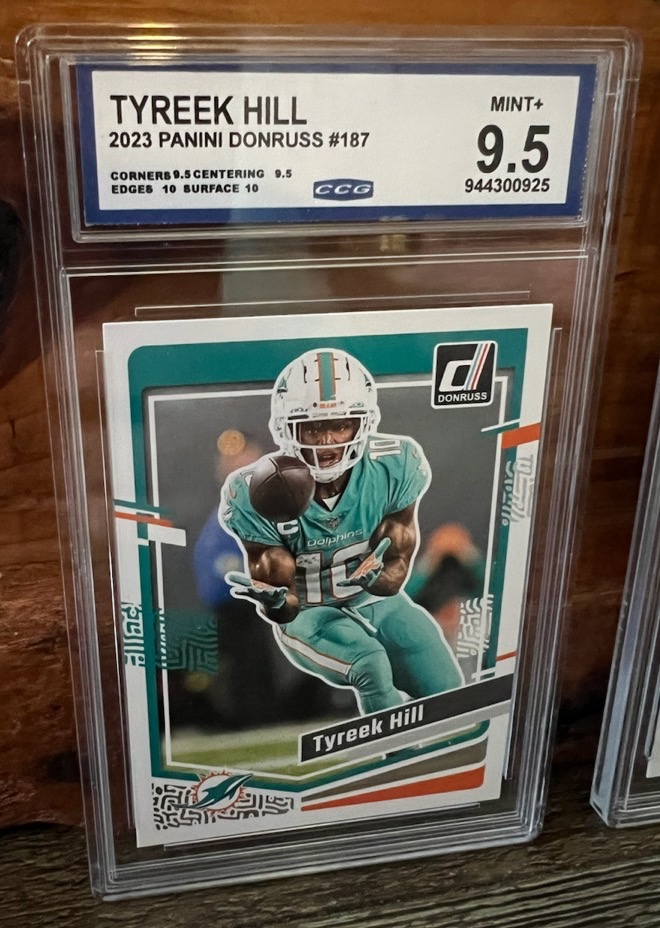 TYREEK HILL
2023 PANINI DONRUSS #187
CORNERS 9.5 CENTERING 9.5
EDGES 10 SURFACE 10
CCG
MINT+
9.5
944300925
d
DONRUSS
10
C
Dolphins
10
Tyreek Hill